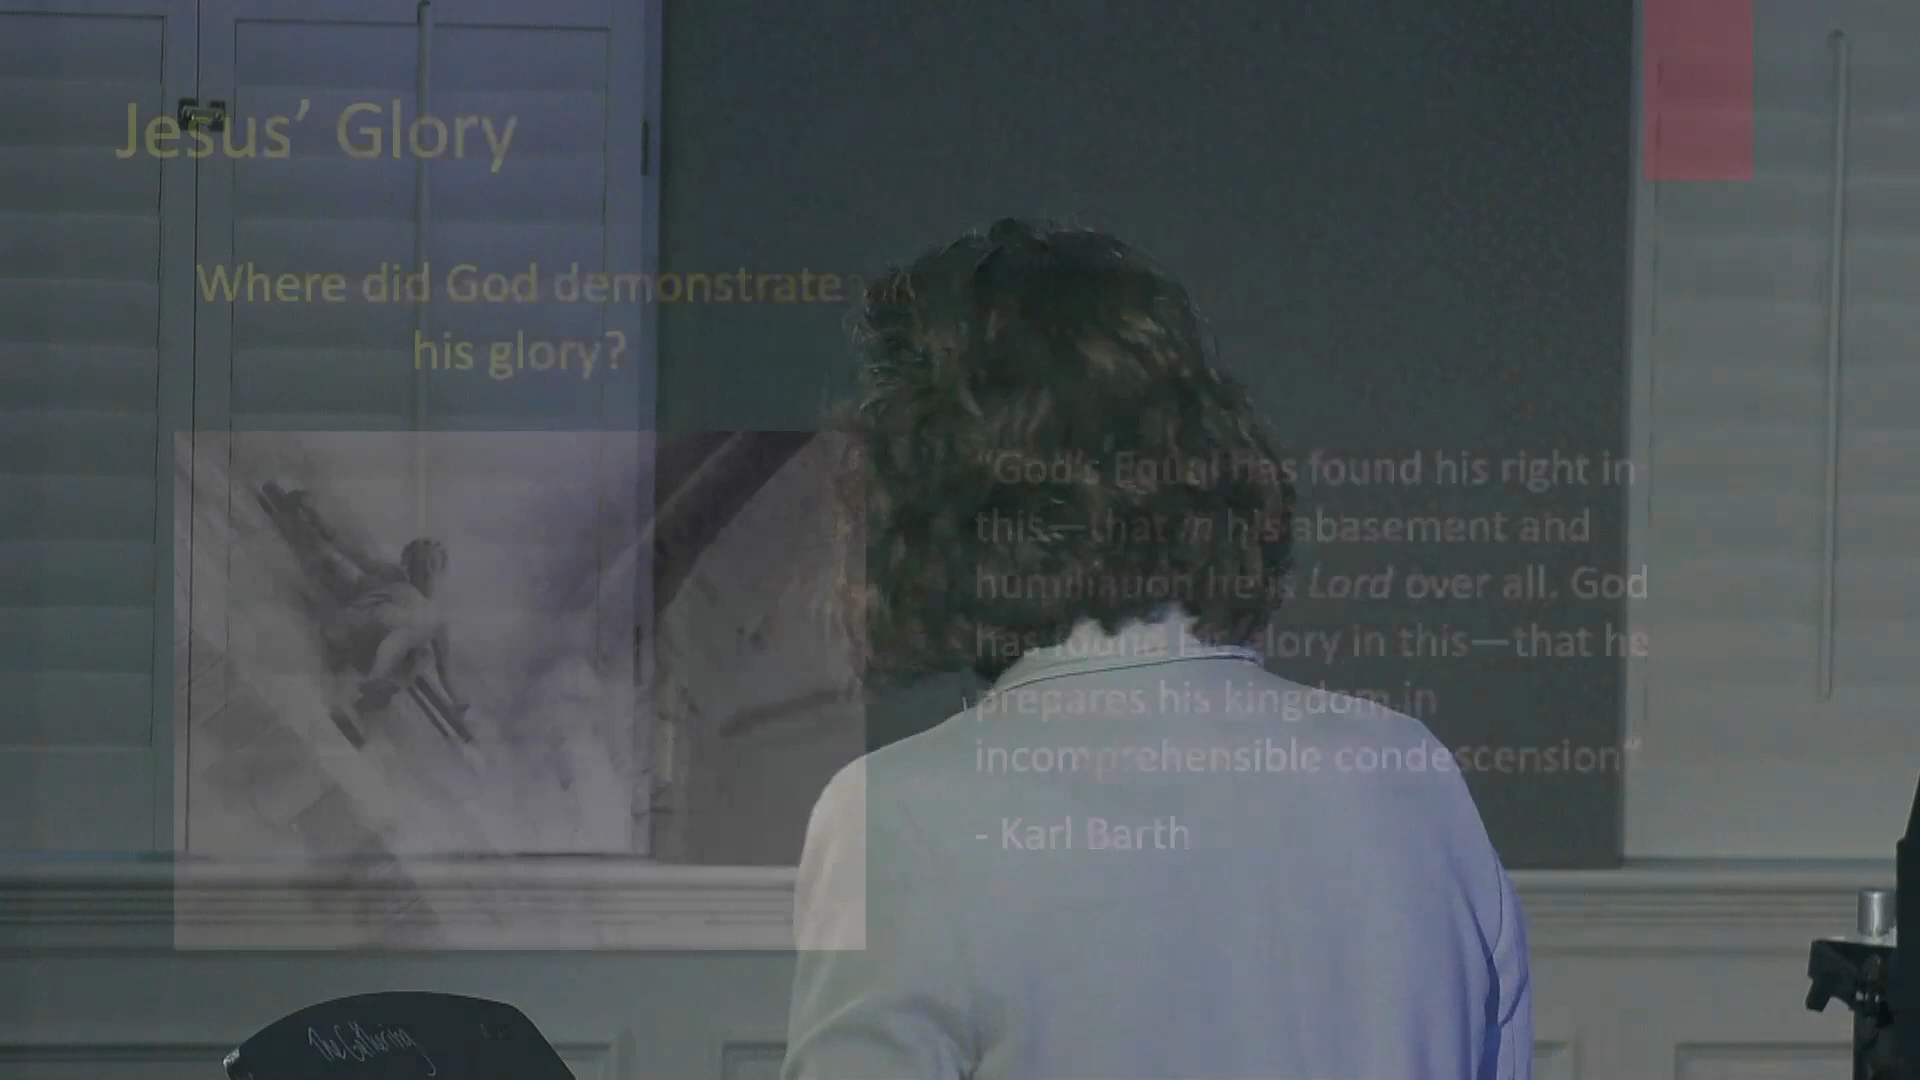 Jesus’ Glory
Where did God demonstrate
his glory?
“God’s Equal has found his right in
this—that in his abasement and
humiliation he is Lord over all. God
has found his glory in this—that he
prepares his kingdom in
incomprehensible condescension“
- Karl Barth
The Gathering